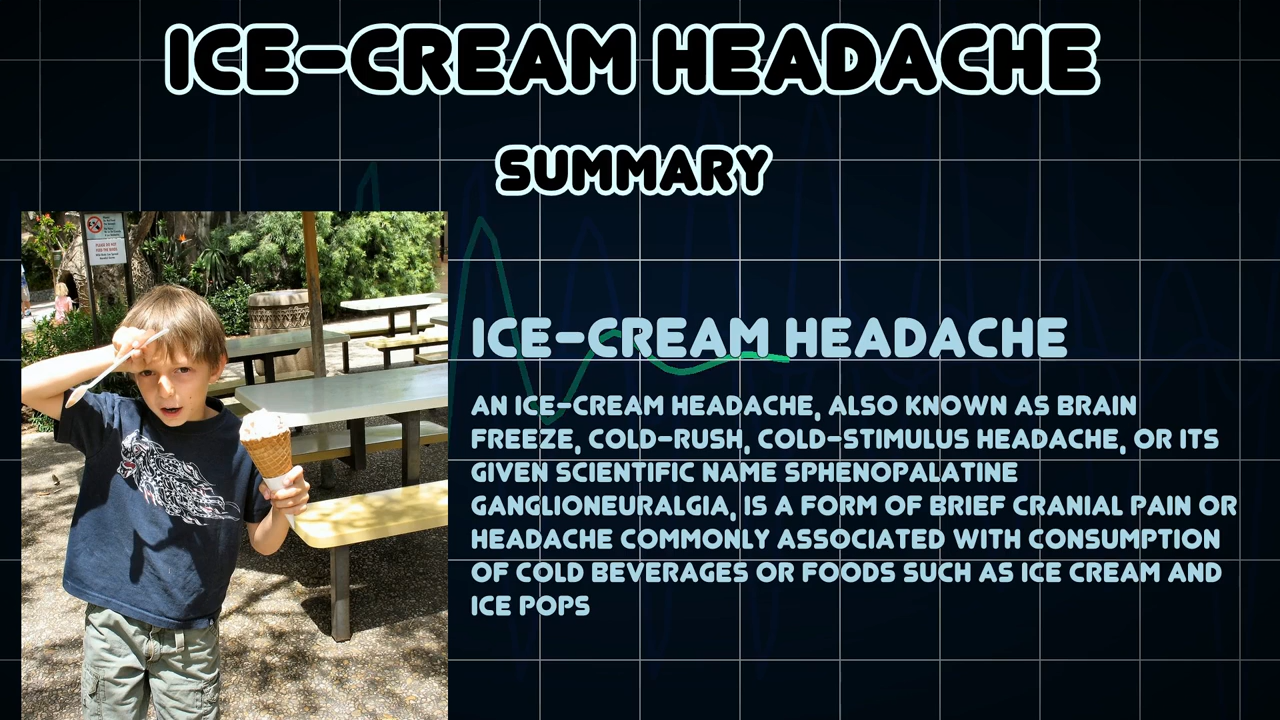 ICE-CREAM HEADACHE
SUMMARY
ICE-CREAM HEADACHE
AN ICE-CREAM HEADACHE, ALSO KNOWN AS BRAIN
FREEZE, COLD-RUSH, COLD-STIMULUS HEADACHE, OR ITS
GIVEN SCIENTIFIC NAME SPHENOPALATINE
GANGLIONEURALGIA, IS A FORM OF BRIEF CRANIAL PAIN OR
HEADACHE COMMONLY ASSOCIATED WITH CONSUMPTION
OF COLD BEVERAGES OR FOODS SUCH AS ICE CREAM AND
ICE POPS